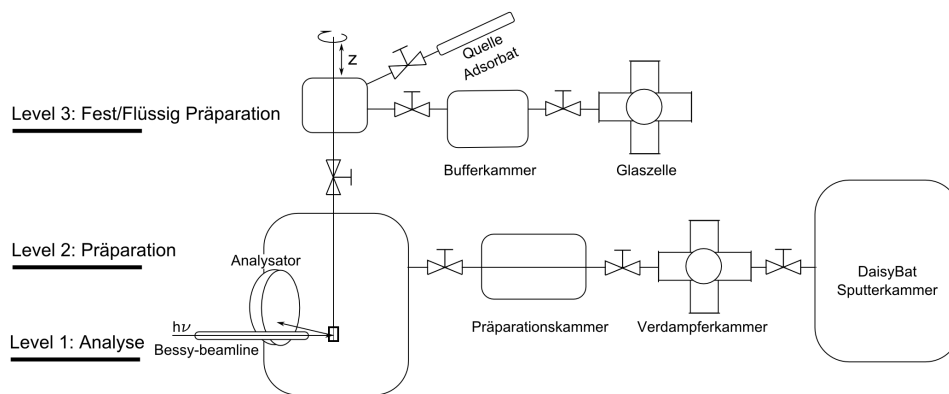 z
Quelle
Adsorbat
Level 3: Fest/Flüssig Präparation
Bufferkammer
Glaszelle
Level 2: Präparation
Analysator
DaisyBat
Sputterkammer
hν
Präparationskammer
Verdampferkammer
Level 1: Analyse
Bessy-beamline